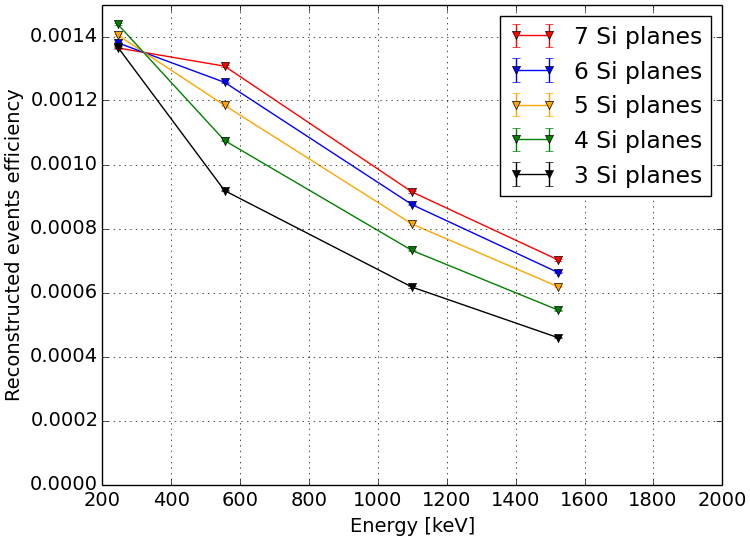 0.0014
0.0012
0.0010
0.0008
0.0006
0.0004
0.0002
0.0000
Reconstructed events efficiency
7 Si planes
6 Si planes
5 Si planes
4 Si planes
3 Si planes
200 400 600 800 1000 1200 1400 1600 1800 2000
Energy [keV]